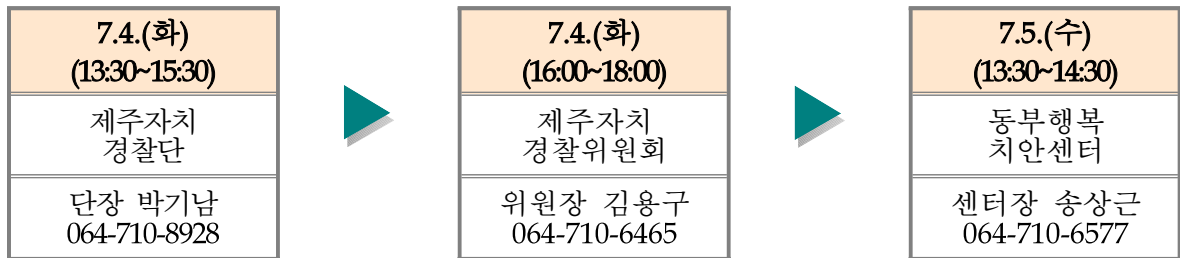 7.4.(화)
(13:30~15:30)
제주자치
경찰단
단장 박기남
064-710-8928
7.4.(화)
(16:00~18:00)
제주자치
경찰위원회
위원장 김용구
064-710-6465
7.5.(수)
(13:30~14:30)
동부행복
치안센터
센터장 송상근
064-710-6577